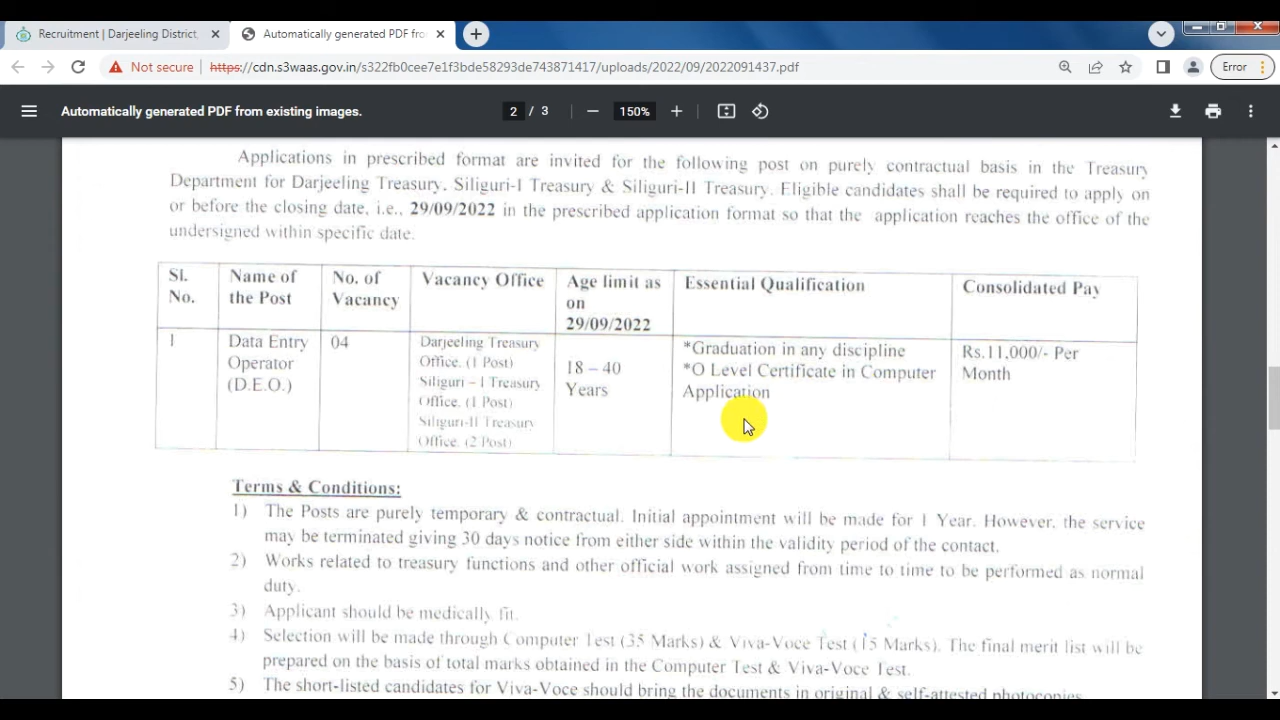 Recruitment | Darjeeling District,
Automatically generated PDF fro
Not secure
https://cdn.s3waas.gov.in/s322fb0cee7e1f3bde58293de743871417/uploads/2022/09/2022091437.pdf
Error
Automatically generated PDF from existing images.
2 / 3
150%
Applications in prescribed format are invited for the following post on purely contractual basis in the Treasury
Department for Darjeeling Treasury, Siliguri-I Treasury & Siliguri-II Treasury. Eligible candidates shall be required to apply on
or before the closing date, i.e., 29/09/2022 in the prescribed application format so that the application reaches the office of the
undersigned within specific date.
Sl. No.
Name of the Post
No. of Vacancy
Vacancy Office
Age limit as on 29/09/2022
Essential Qualification
Consolidated Pay
1
Data Entry
Operator
(D.E.O.)
04
Darjeeling Treasury
Office. (1 Post)
Siliguri – I Treasury
Office. (1 Post)
Siliguri-II Treasury
Office. (2 Post)
18 – 40
Years
*Graduation in any discipline
*O Level Certificate in Computer
Application
Rs.11,000/- Per
Month
Terms & Conditions:
1) The Posts are purely temporary & contractual. Initial appointment will be made for 1 Year. However, the service
may be terminated giving 30 days notice from either side within the validity period of the contact.
2) Works related to treasury functions and other official work assigned from time to time to be performed as normal
duty.
3) Applicant should be medically fit.
4) Selection will be made through Computer Test (35 Marks) & Viva-Voce Test (15 Marks). The final merit list will be
prepared on the basis of total marks obtained in the Computer Test & Viva-Voce Test.
5) The short-listed candidates for Viva-Voce should bring the documents in original & self-attested photocopies